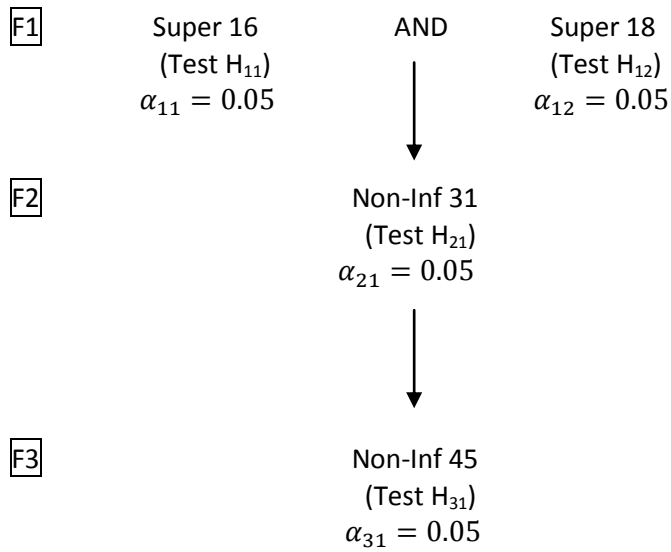 F1 Super 16 AND Super 18
(Test H₁₁) (Test H₁₂)
𝛼₁₁ = 0.05 𝛼₁₂ = 0.05
F2 Non-Inf 31
(Test H₂₁)
𝛼₂₁ = 0.05
F3 Non-Inf 45
(Test H₃₁)
𝛼₃₁ = 0.05